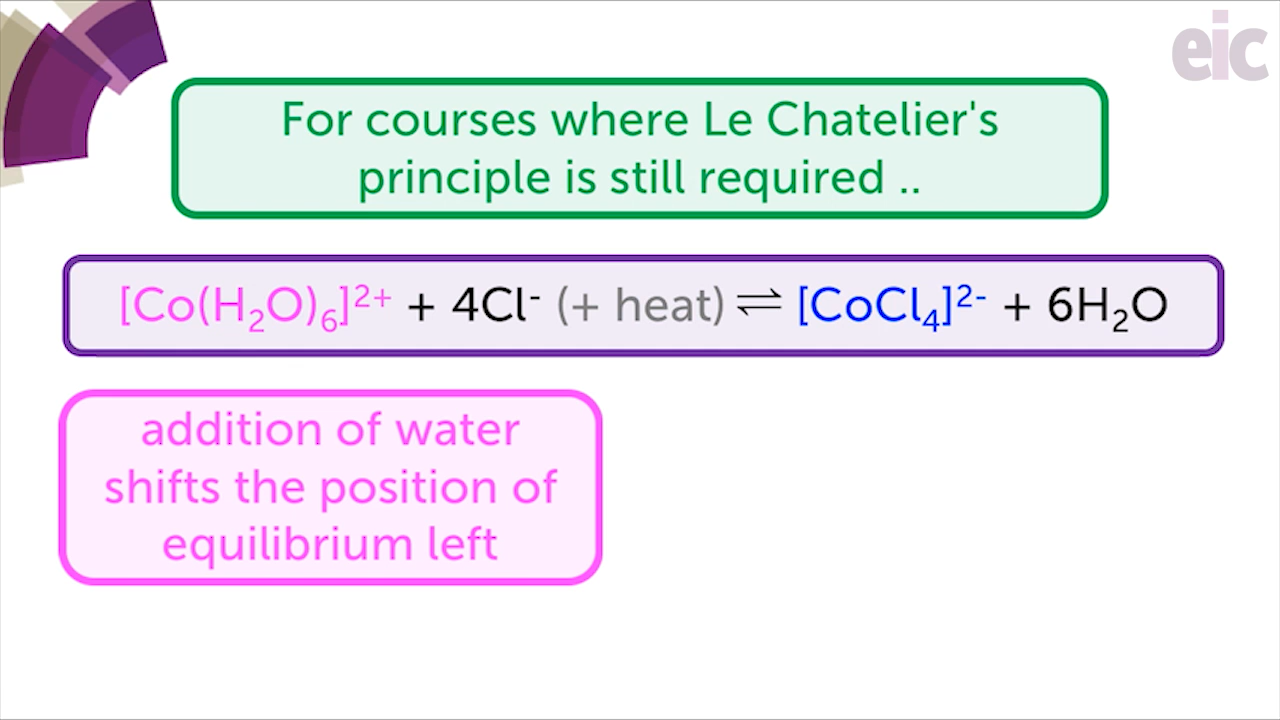 eic
For courses where Le Chatelier's
principle is still required ..
[Co(H₂O)₆]²⁺ + 4Cl⁻ (+ heat) ⇌ [CoCl₄]²⁻ + 6H₂O
addition of water
shifts the position of
equilibrium left